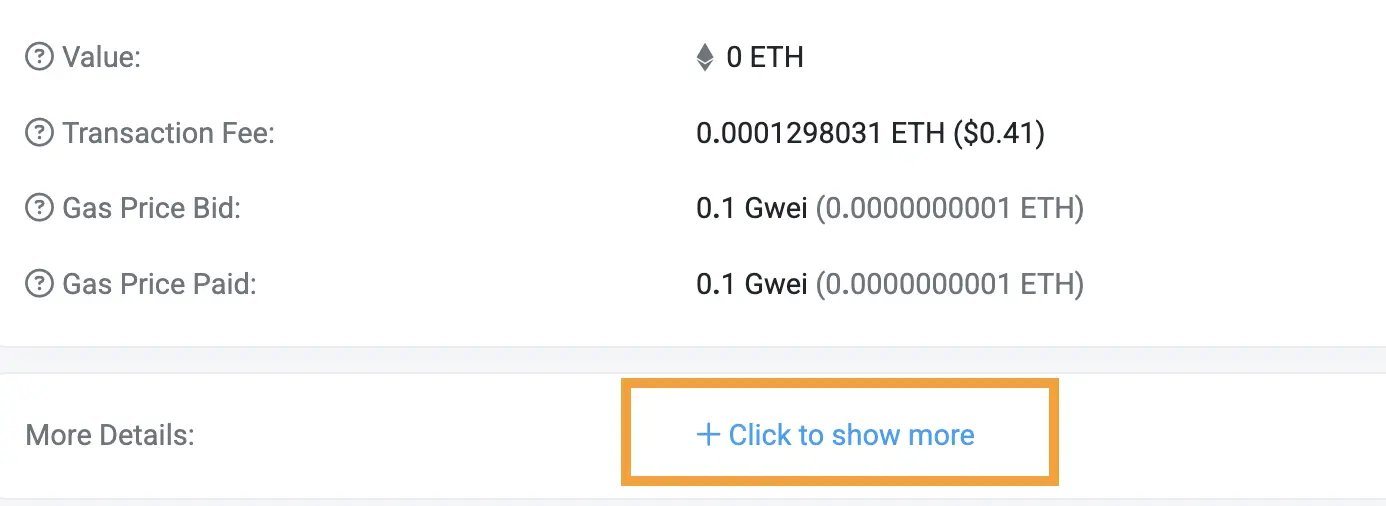 Value: 0 ETH
Transaction Fee: 0.0001298031 ETH ($0.41)
Gas Price Bid: 0.1 Gwei (0.0000000001 ETH)
Gas Price Paid: 0.1 Gwei (0.0000000001 ETH)
More Details: + Click to show more